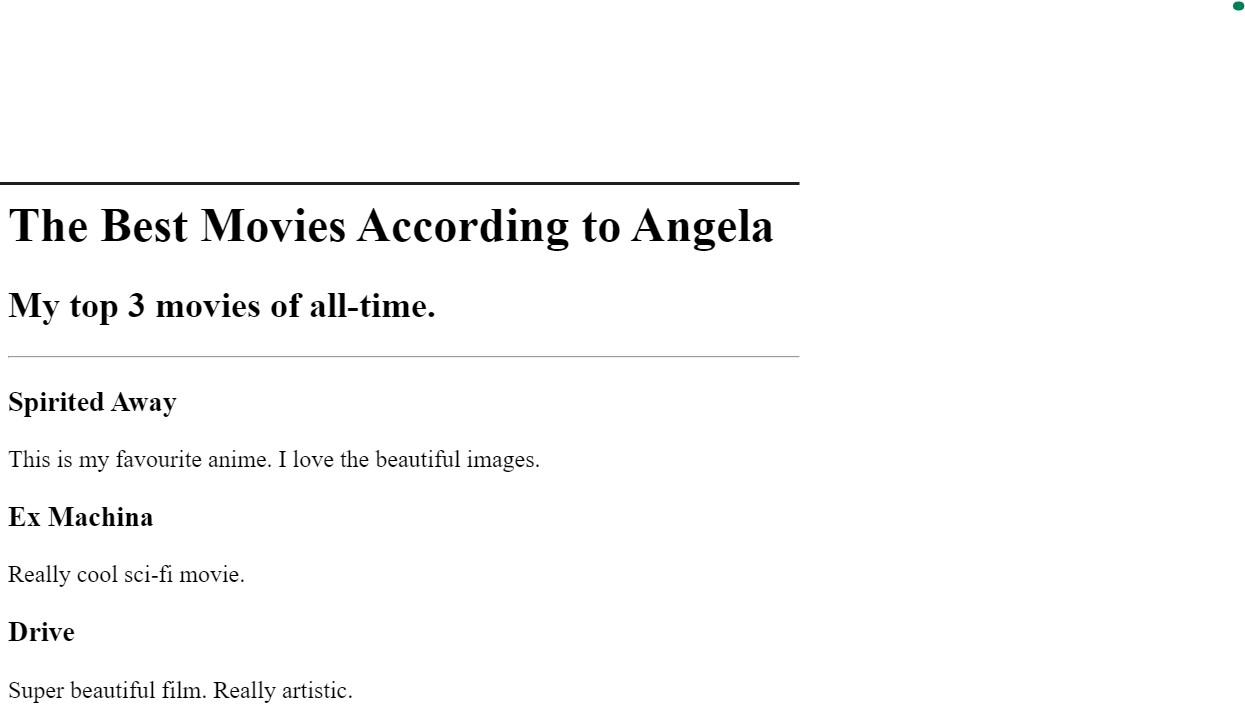 The Best Movies According to Angela
My top 3 movies of all-time.
Spirited Away
This is my favourite anime. I love the beautiful images.
Ex Machina
Really cool sci-fi movie.
Drive
Super beautiful film. Really artistic.